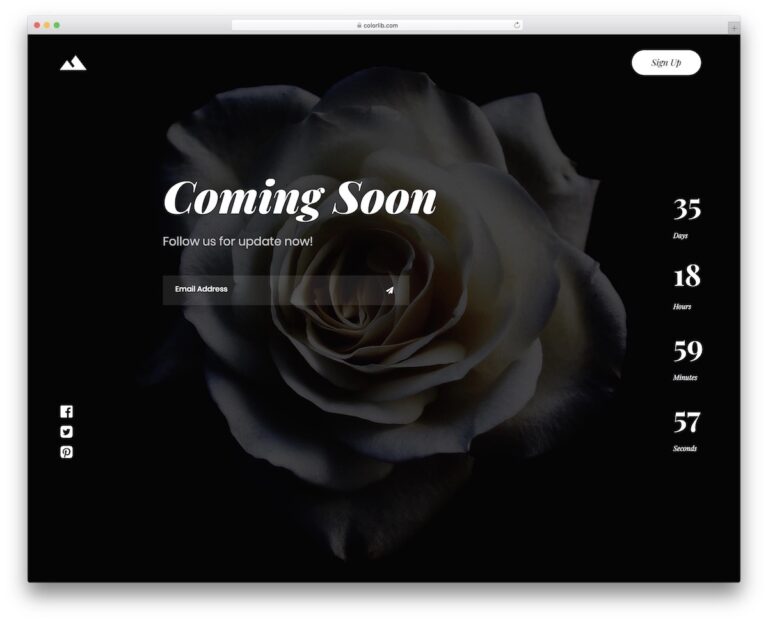 colorlib.com
Sign Up
Coming Soon
Follow us for update now!
Email Address
35
Days
18
Hours
59
Minutes
57
Seconds